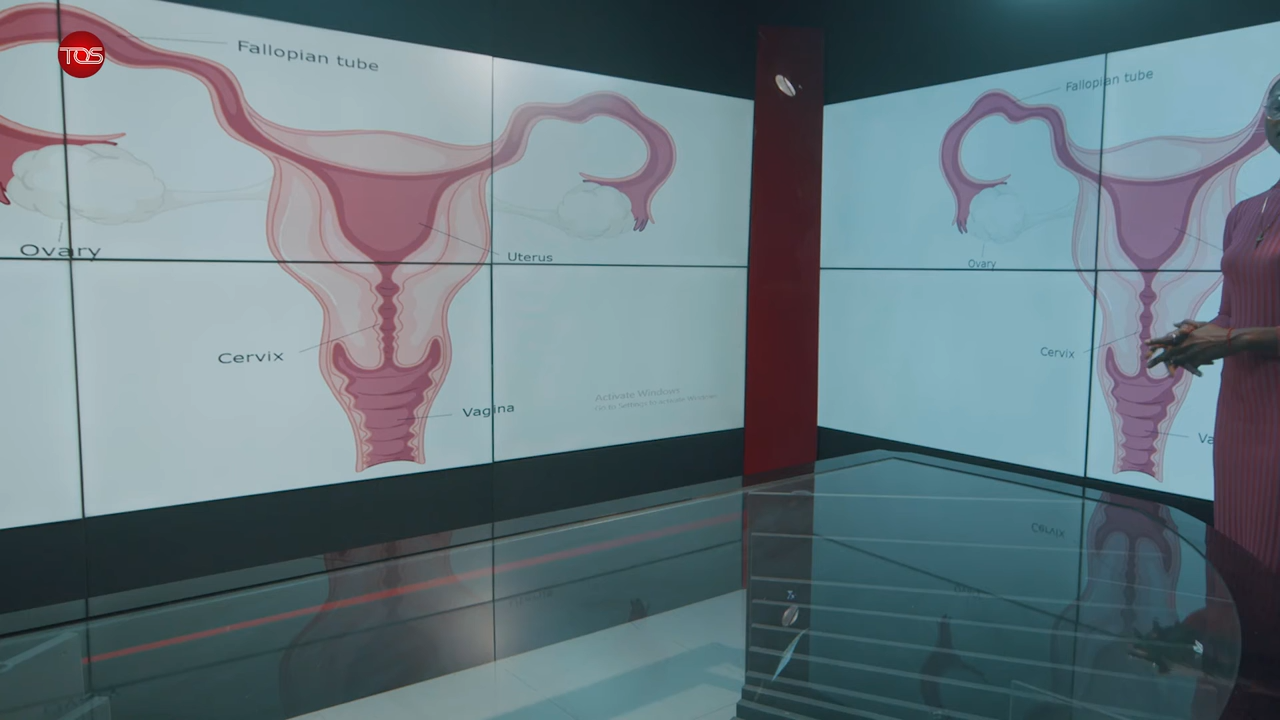 TOS
Fallopian tube
Ovary
Uterus
Cervix
Vagina
Activate Windows
Go to Settings to activate Windows.
Fallopian tube
Ovary
Cervix
Va